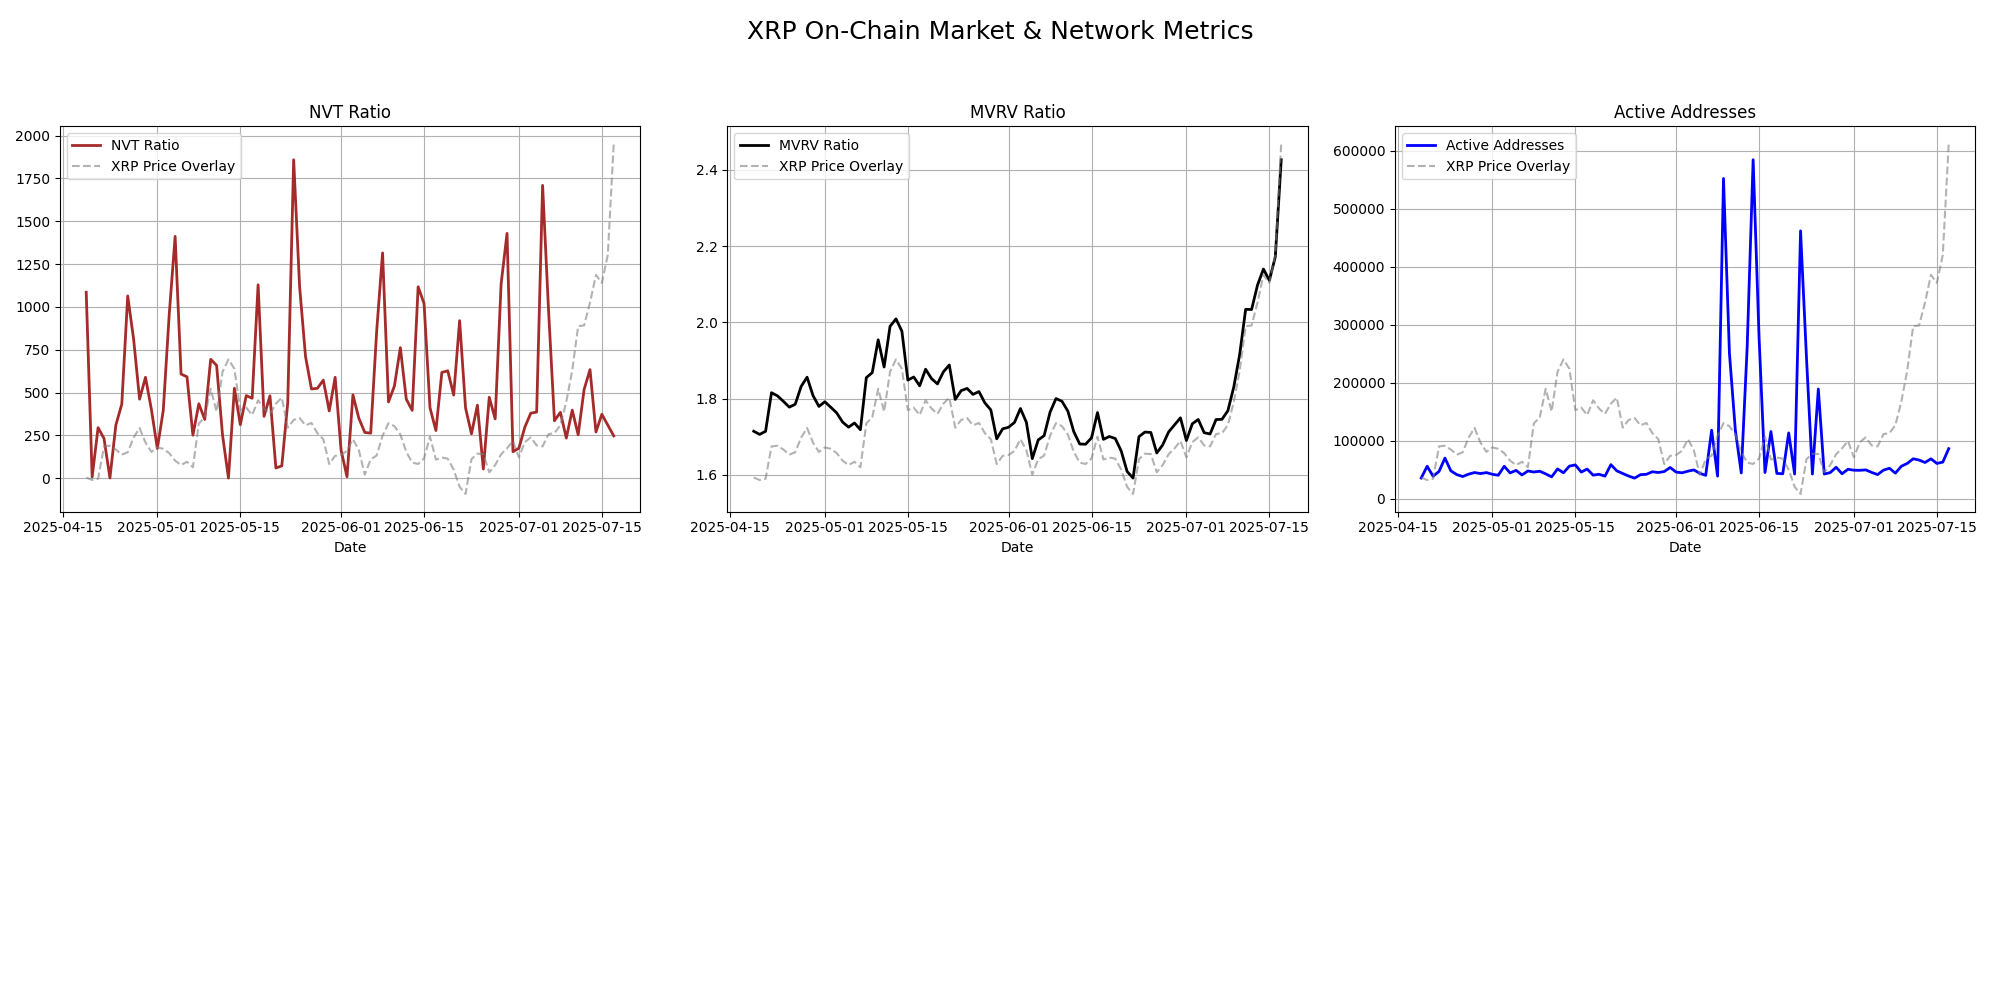 XRP On-Chain Market & Network Metrics
NVT Ratio
NVT Ratio
XRP Price Overlay
2000
1750
1500
1250
1000
750
500
250
0
2025-04-15 2025-05-01 2025-05-15 2025-06-01 2025-06-15 2025-07-01 2025-07-15
Date
MVRV Ratio
MVRV Ratio
XRP Price Overlay
2.4
2.2
2.0
1.8
1.6
2025-04-15 2025-05-01 2025-05-15 2025-06-01 2025-06-15 2025-07-01 2025-07-15
Date
Active Addresses
Active Addresses
XRP Price Overlay
600000
500000
400000
300000
200000
100000
0
2025-04-15 2025-05-01 2025-05-15 2025-06-01 2025-06-15 2025-07-01 2025-07-15
Date